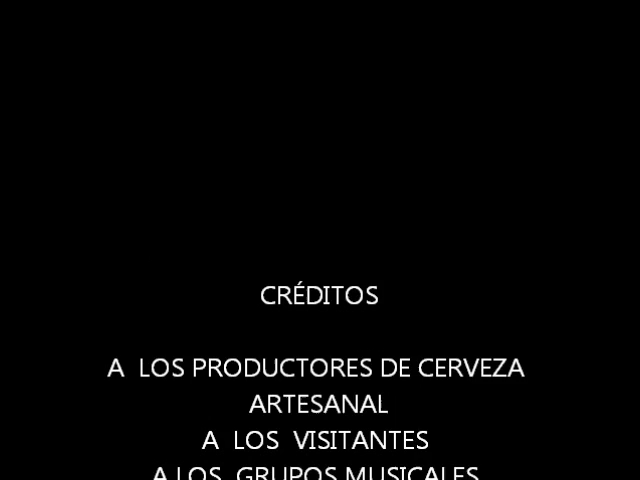 CRÉDITOS
A LOS PRODUCTORES DE CERVEZA
ARTESANAL
A LOS VISITANTES
A LOS GRUPOS MUSICALES